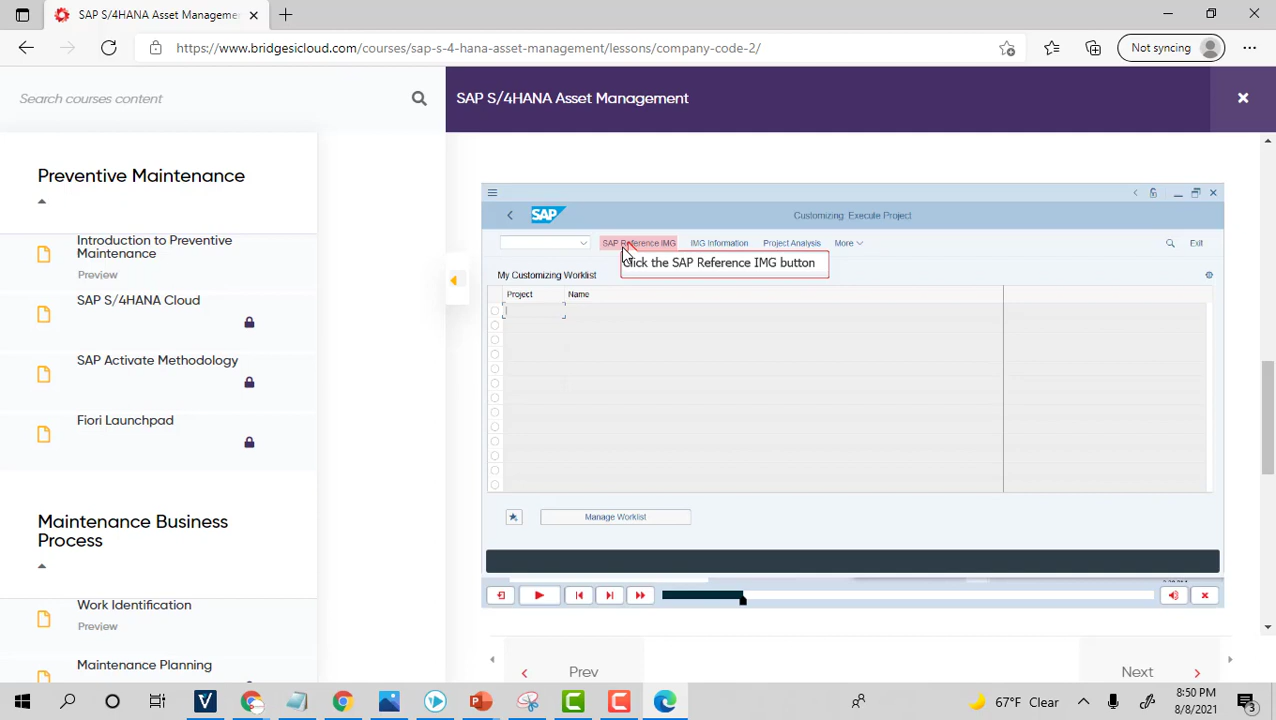 SAP S/4HANA Asset Managemen
https://www.bridgesicloud.com/courses/sap-s-4-hana-asset-management/lessons/company-code-2/
Not syncing
Search courses content
SAP S/4HANA Asset Management
Preventive Maintenance
Introduction to Preventive
Maintenance
Preview
SAP S/4HANA Cloud
SAP Activate Methodology
Fiori Launchpad
Maintenance Business
Process
Work Identification
Preview
Maintenance Planning
SAP
Customizing: Execute Project
SAP Reference IMG
IMG Information
Project Analysis
More
Exit
Click the SAP Reference IMG button
My Customizing Worklist
Project
Name
Manage Worklist
Prev
Next
67°F Clear
8:50 PM
8/8/2021
3